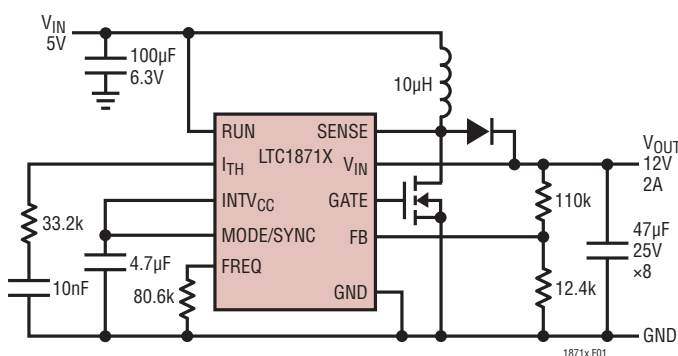 VIN
5V
100µF
6.3V
10µH
RUN
SENSE
LTC1871X
ITH
VIN
INTVCC
GATE
MODE/SYNC
FB
FREQ
GND
VOUT
12V
2A
110k
33.2k
47µF
25V
×8
4.7µF
10nF
80.6k
12.4k
GND
1871x F01